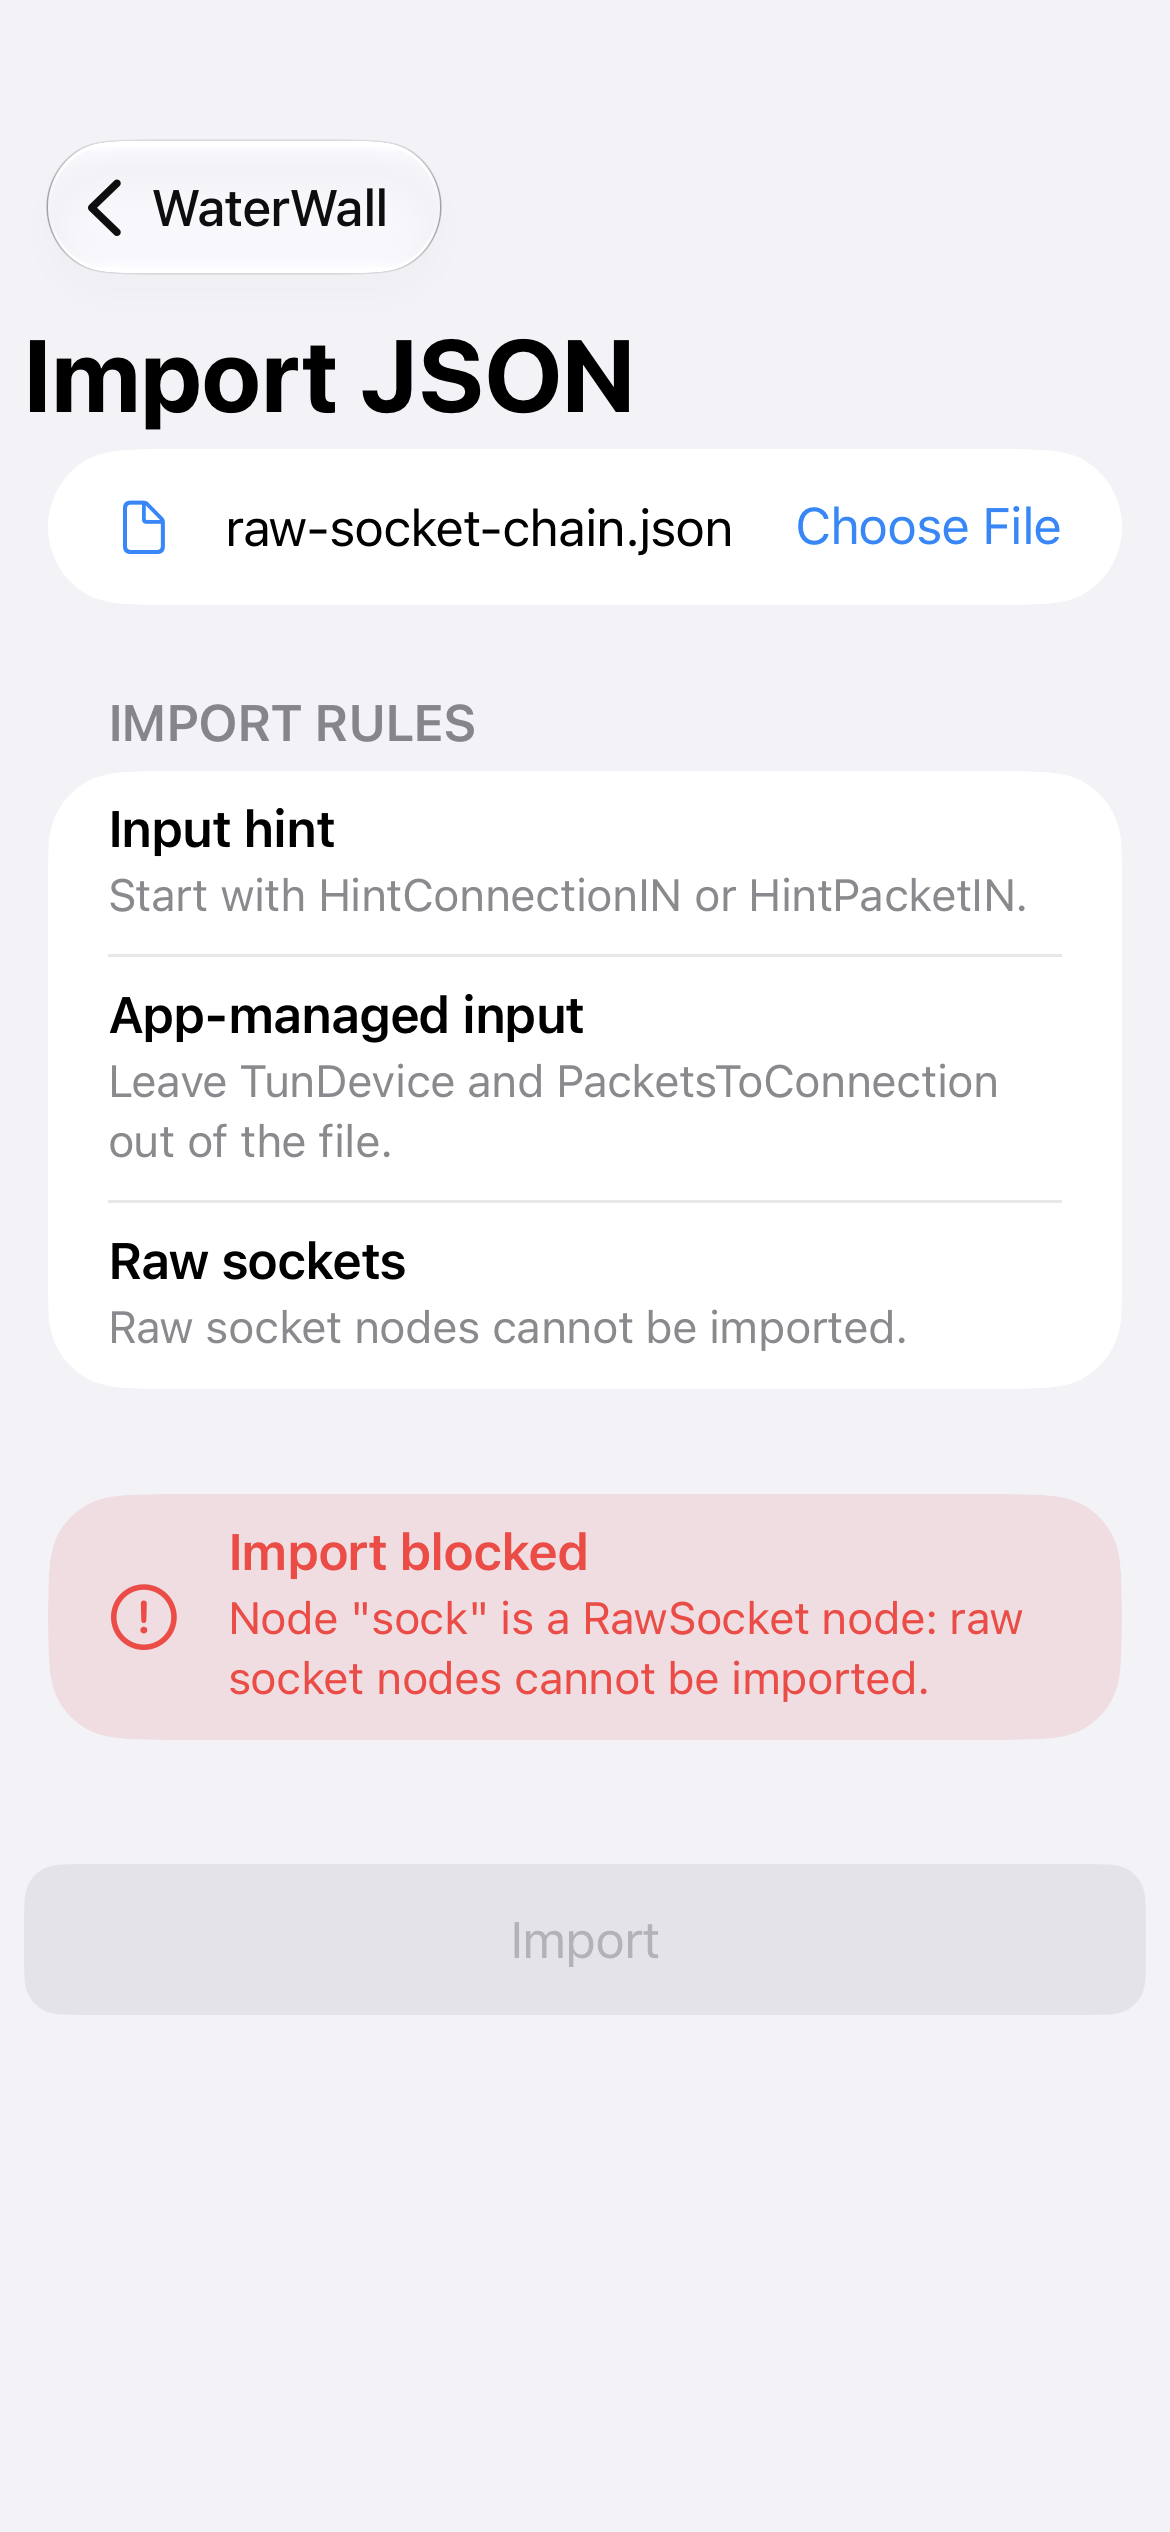 WaterWall
Import JSON
raw-socket-chain.json
Choose File
IMPORT RULES
Input hint
Start with HintConnectionIN or HintPacketIN.
App-managed input
Leave TunDevice and PacketsToConnection
out of the file.
Raw sockets
Raw socket nodes cannot be imported.
Import blocked
Node "sock" is a RawSocket node: raw
socket nodes cannot be imported.
Import